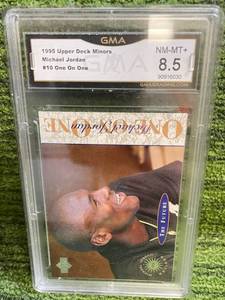 GMA
1995 Upper Deck Minors
Michael Jordan
#10 One On One
NM-MT+
8.5
ONE ON ONE
Michael Jordan
THE FUTURE